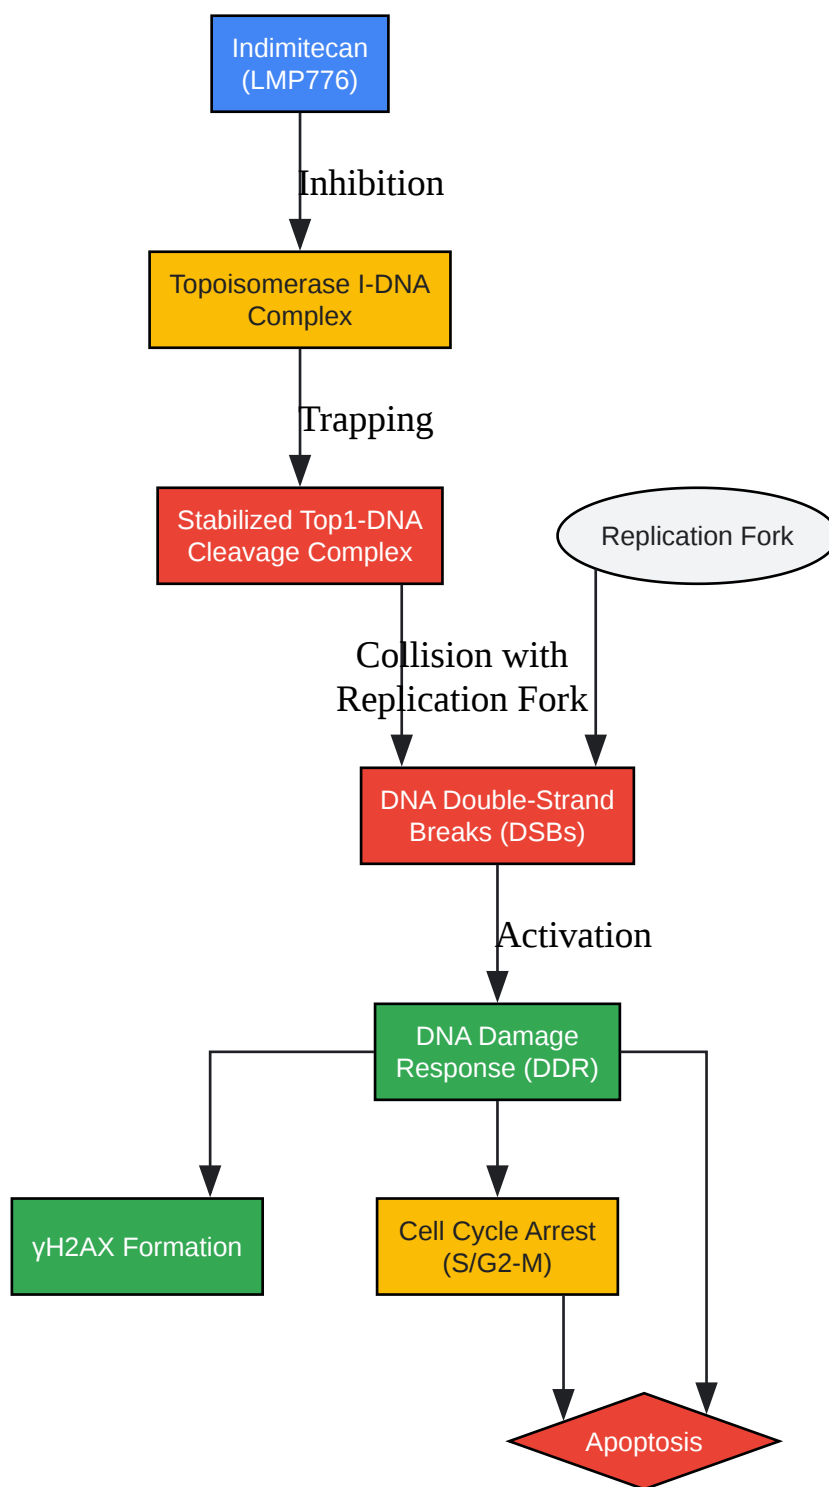 Indimitecan
(LMP776)
Inhibition
Topoisomerase I-DNA
Complex
Trapping
Stabilized Top1-DNA
Cleavage Complex
Replication Fork
Collision with
Replication Fork
DNA Double-Strand
Breaks (DSBs)
Activation
DNA Damage
Response (DDR)
γH2AX Formation
Cell Cycle Arrest
(S/G2-M)
Apoptosis